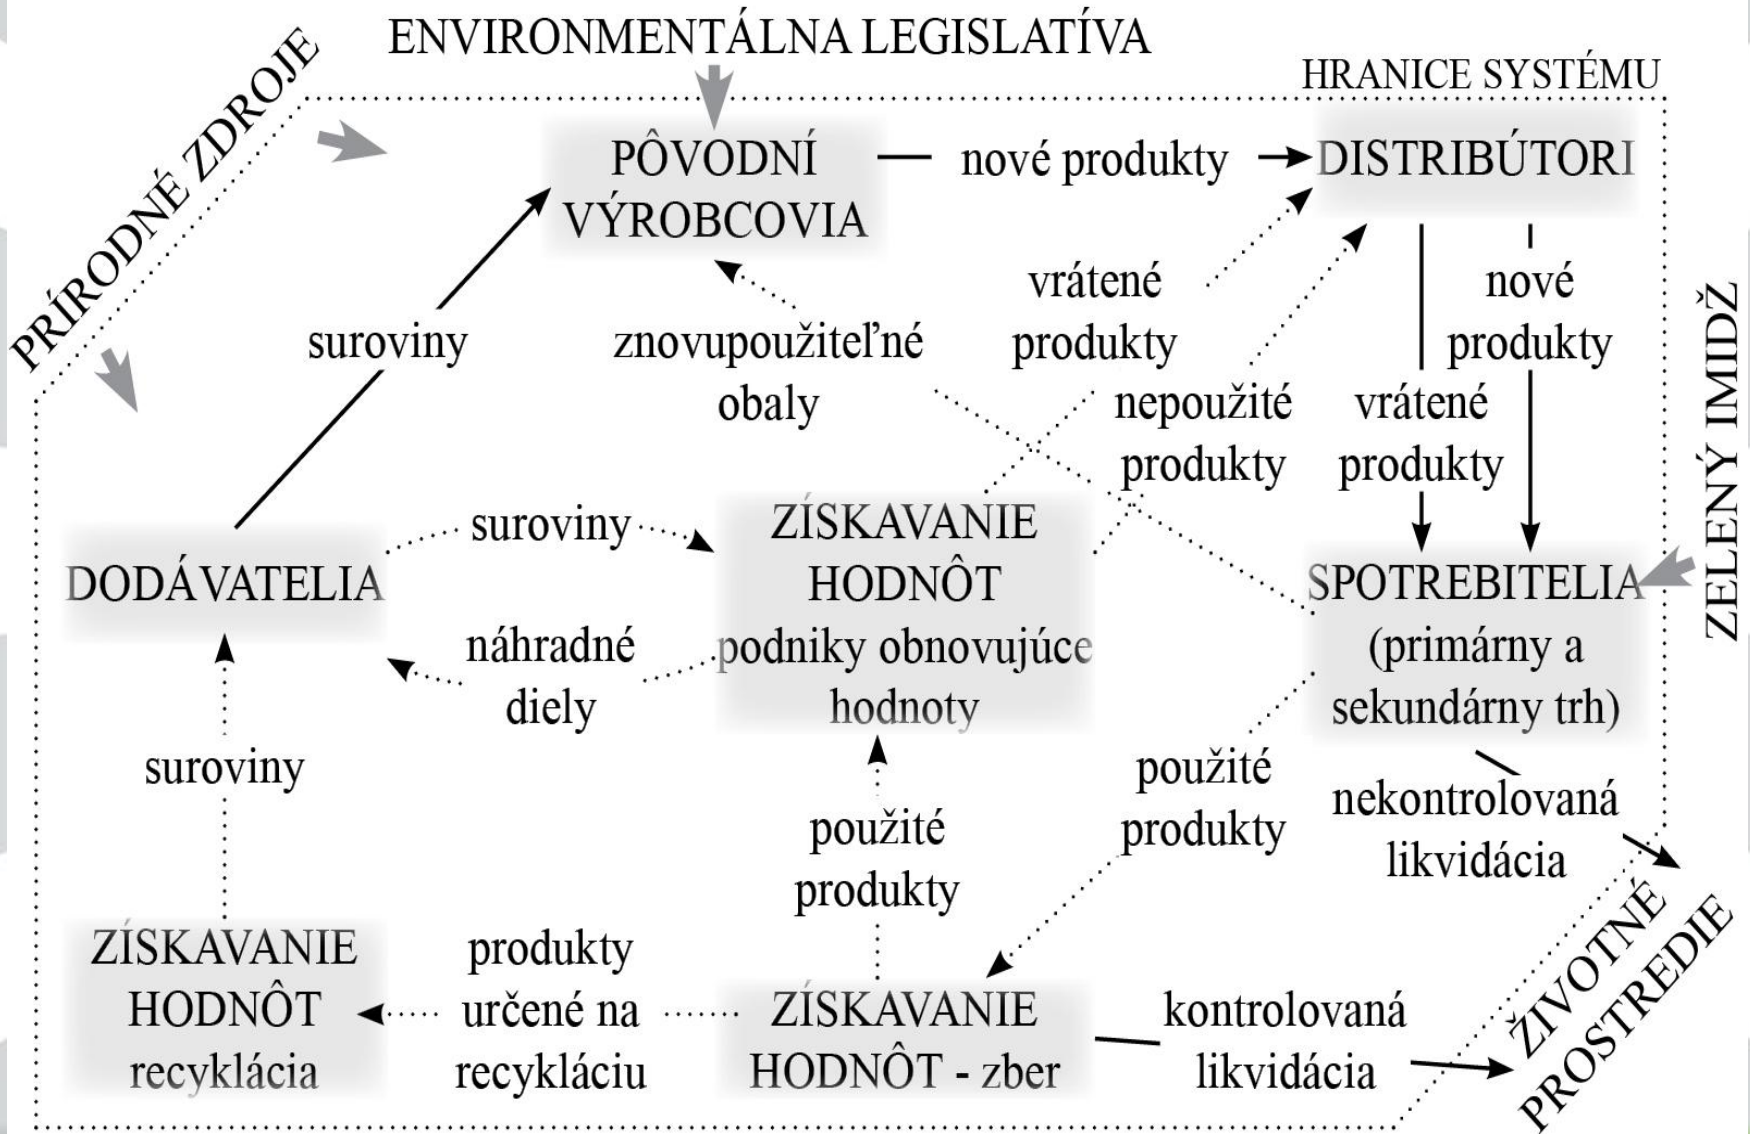 ENVIRONMENTÁLNA LEGISLATÍVA
HRANICE SYSTÉMU
PRÍRODNÉ ZDROJE
PÔVODNÍ
VÝROBCOVIA
nové produkty
DISTRIBÚTORI
suroviny
znovupoužiteľné
obaly
vrátené
produkty
nepoužité
produkty
vrátené
produkty
nové
produkty
ZELENÝ IMIDŽ
DODÁVATELIA
suroviny
náhradné
diely
ZÍSKAVANIE
HODNÔT
podniky obnovujúce
hodnoty
SPOTREBITELIA
(primárny a
sekundárny trh)
suroviny
použité
produkty
použité
produkty
nekontrolovaná
likvidácia
ZÍSKAVANIE
HODNÔT
recyklácia
produkty
určené na
recykláciu
ZÍSKAVANIE
HODNÔT - zber
kontrolovaná
likvidácia
ŽIVOTNÉ
PROSTREDIE